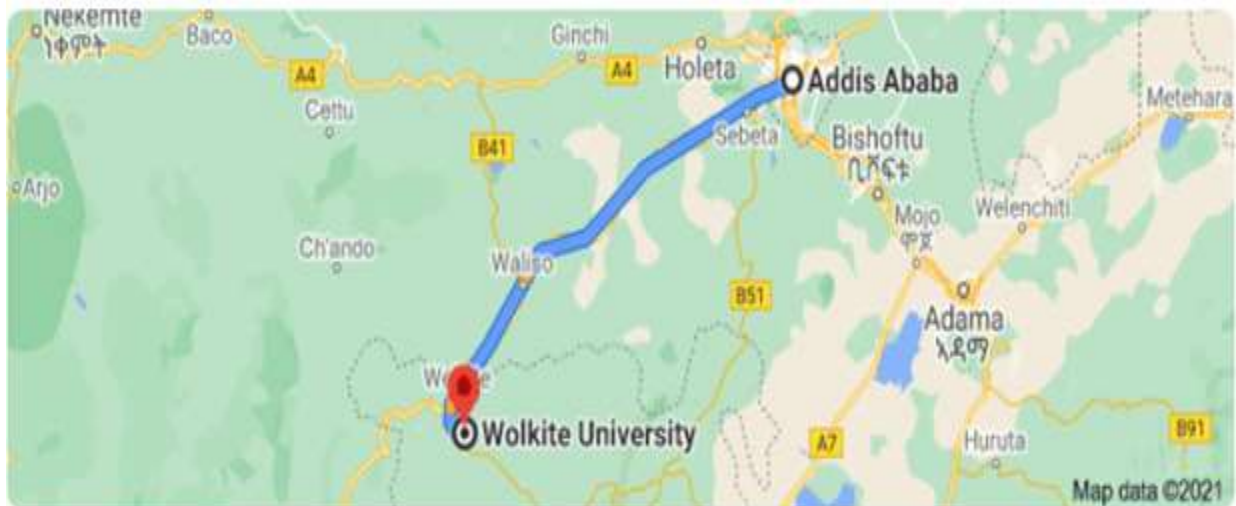 Nekemte
ነቀምት
Baco
Ginchi
A4
A4
Holeta
Addis Ababa
Metehara
Cettu
B41
Sebeta
Bishoftu
ቢሾፍቱ
Arjo
Mojo
ሞጆ
Welenchiti
Ch'ando
Waliso
B51
Adama
አዳማ
Wolkite University
A7
Huruta
B91
Map data ©2021